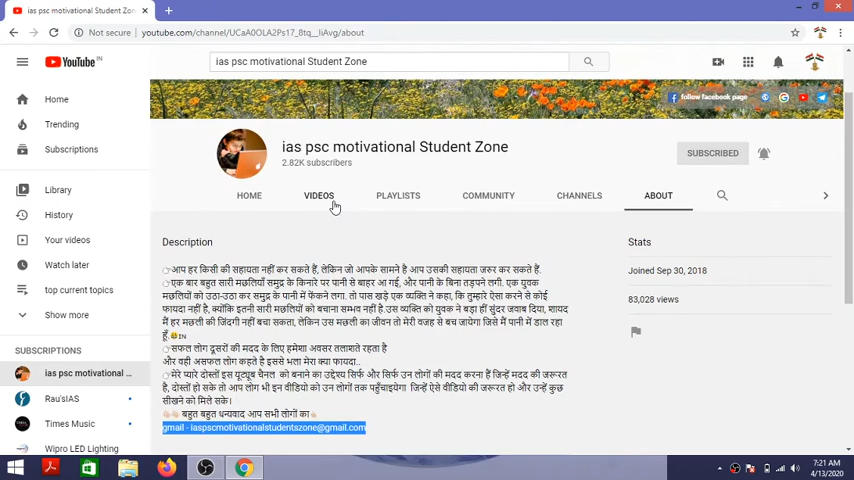 ias psc motivational Student Zone
Not secure | youtube.com/channel/UCaA0OLA2Ps17_8tq__liAvg/about
YouTube IN
ias psc motivational Student Zone
Home
Trending
Subscriptions
Library
History
Your videos
Watch later
top current topics
Show more
SUBSCRIPTIONS
ias psc motivational ...
Rau'sIAS
Times Music
Wipro LED Lighting
follow facebook page
ias psc motivational Student Zone
2.82K subscribers
SUBSCRIBED
HOME VIDEOS PLAYLISTS COMMUNITY CHANNELS ABOUT
Description
👉🏻आप हर किसी की सहायता नहीं कर सकते हैं, लेकिन जो आपके सामने है आप उसकी सहायता जरुर कर सकते हैं.
👉🏻एक बार बहुत सारी मछलियाँ समुद्र के किनारे पर पानी से बाहर आ गई, और पानी के बिना तड़पने लगी. एक युवक
मछलियों को उठा-उठा कर समुद्र के पानी में फेंकने लगा. तो पास खड़े एक व्यक्ति ने कहा, कि तुम्हारे ऐसा करने से कोई
फायदा नहीं है, क्योंकि इतनी सारी मछलियों को बचाना सम्भव नहीं है.उस व्यक्ति को युवक ने बड़ा हीं सुंदर जवाब दिया, शायद
मैं हर मछली की जिंदगी नहीं बचा सकता, लेकिन उस मछली का जीवन तो मेरी वजह से बच जायेगा जिसे मैं पानी में डाल रहा
हूँ.😃IN
👉🏻सफल लोग दूसरों की मदद के लिए हमेशा अवसर तलाशते रहता है
और वही असफल लोग कहते है इससे भला मेरा क्या फायदा..
👉🏻मेरे प्यारे दोस्तों इस यूट्यूब चैनल को बनाने का उद्देश्य सिर्फ और सिर्फ उन लोगों की मदद करना हैं जिन्हें मदद की जरूरत
है, दोस्तों हो सके तो आप लोग भी इन वीडियो को उन लोगों तक पहुँचाइयेगा जिन्हें ऐसे वीडियो की जरूरत हो और उन्हें कुछ
सीखने को मिले सके।
👏🏻👏🏻 बहुत बहुत धन्यवाद आप सभी लोगों का👍🏻
gmail - iaspscmotivationalstudentszone@gmail.com
Stats
Joined Sep 30, 2018
83,028 views
7:21 AM
4/13/2020